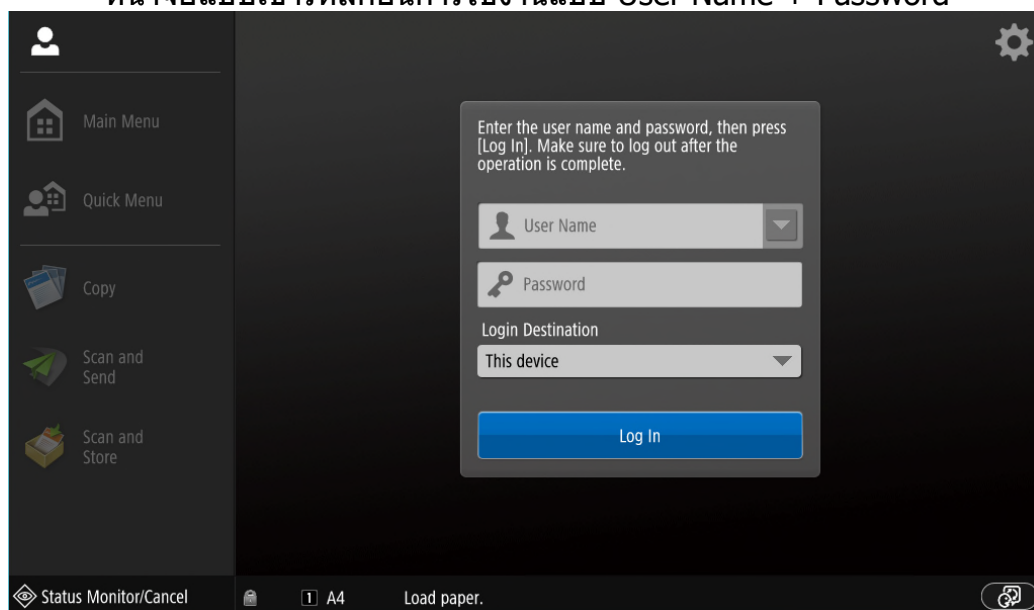 Main Menu
Quick Menu
Copy
Scan and
Send
Scan and
Store
Enter the user name and password, then press
[Log In]. Make sure to log out after the
operation is complete.
User Name
Password
Login Destination
This device
Log In
Status Monitor/Cancel
1 A4
Load paper.